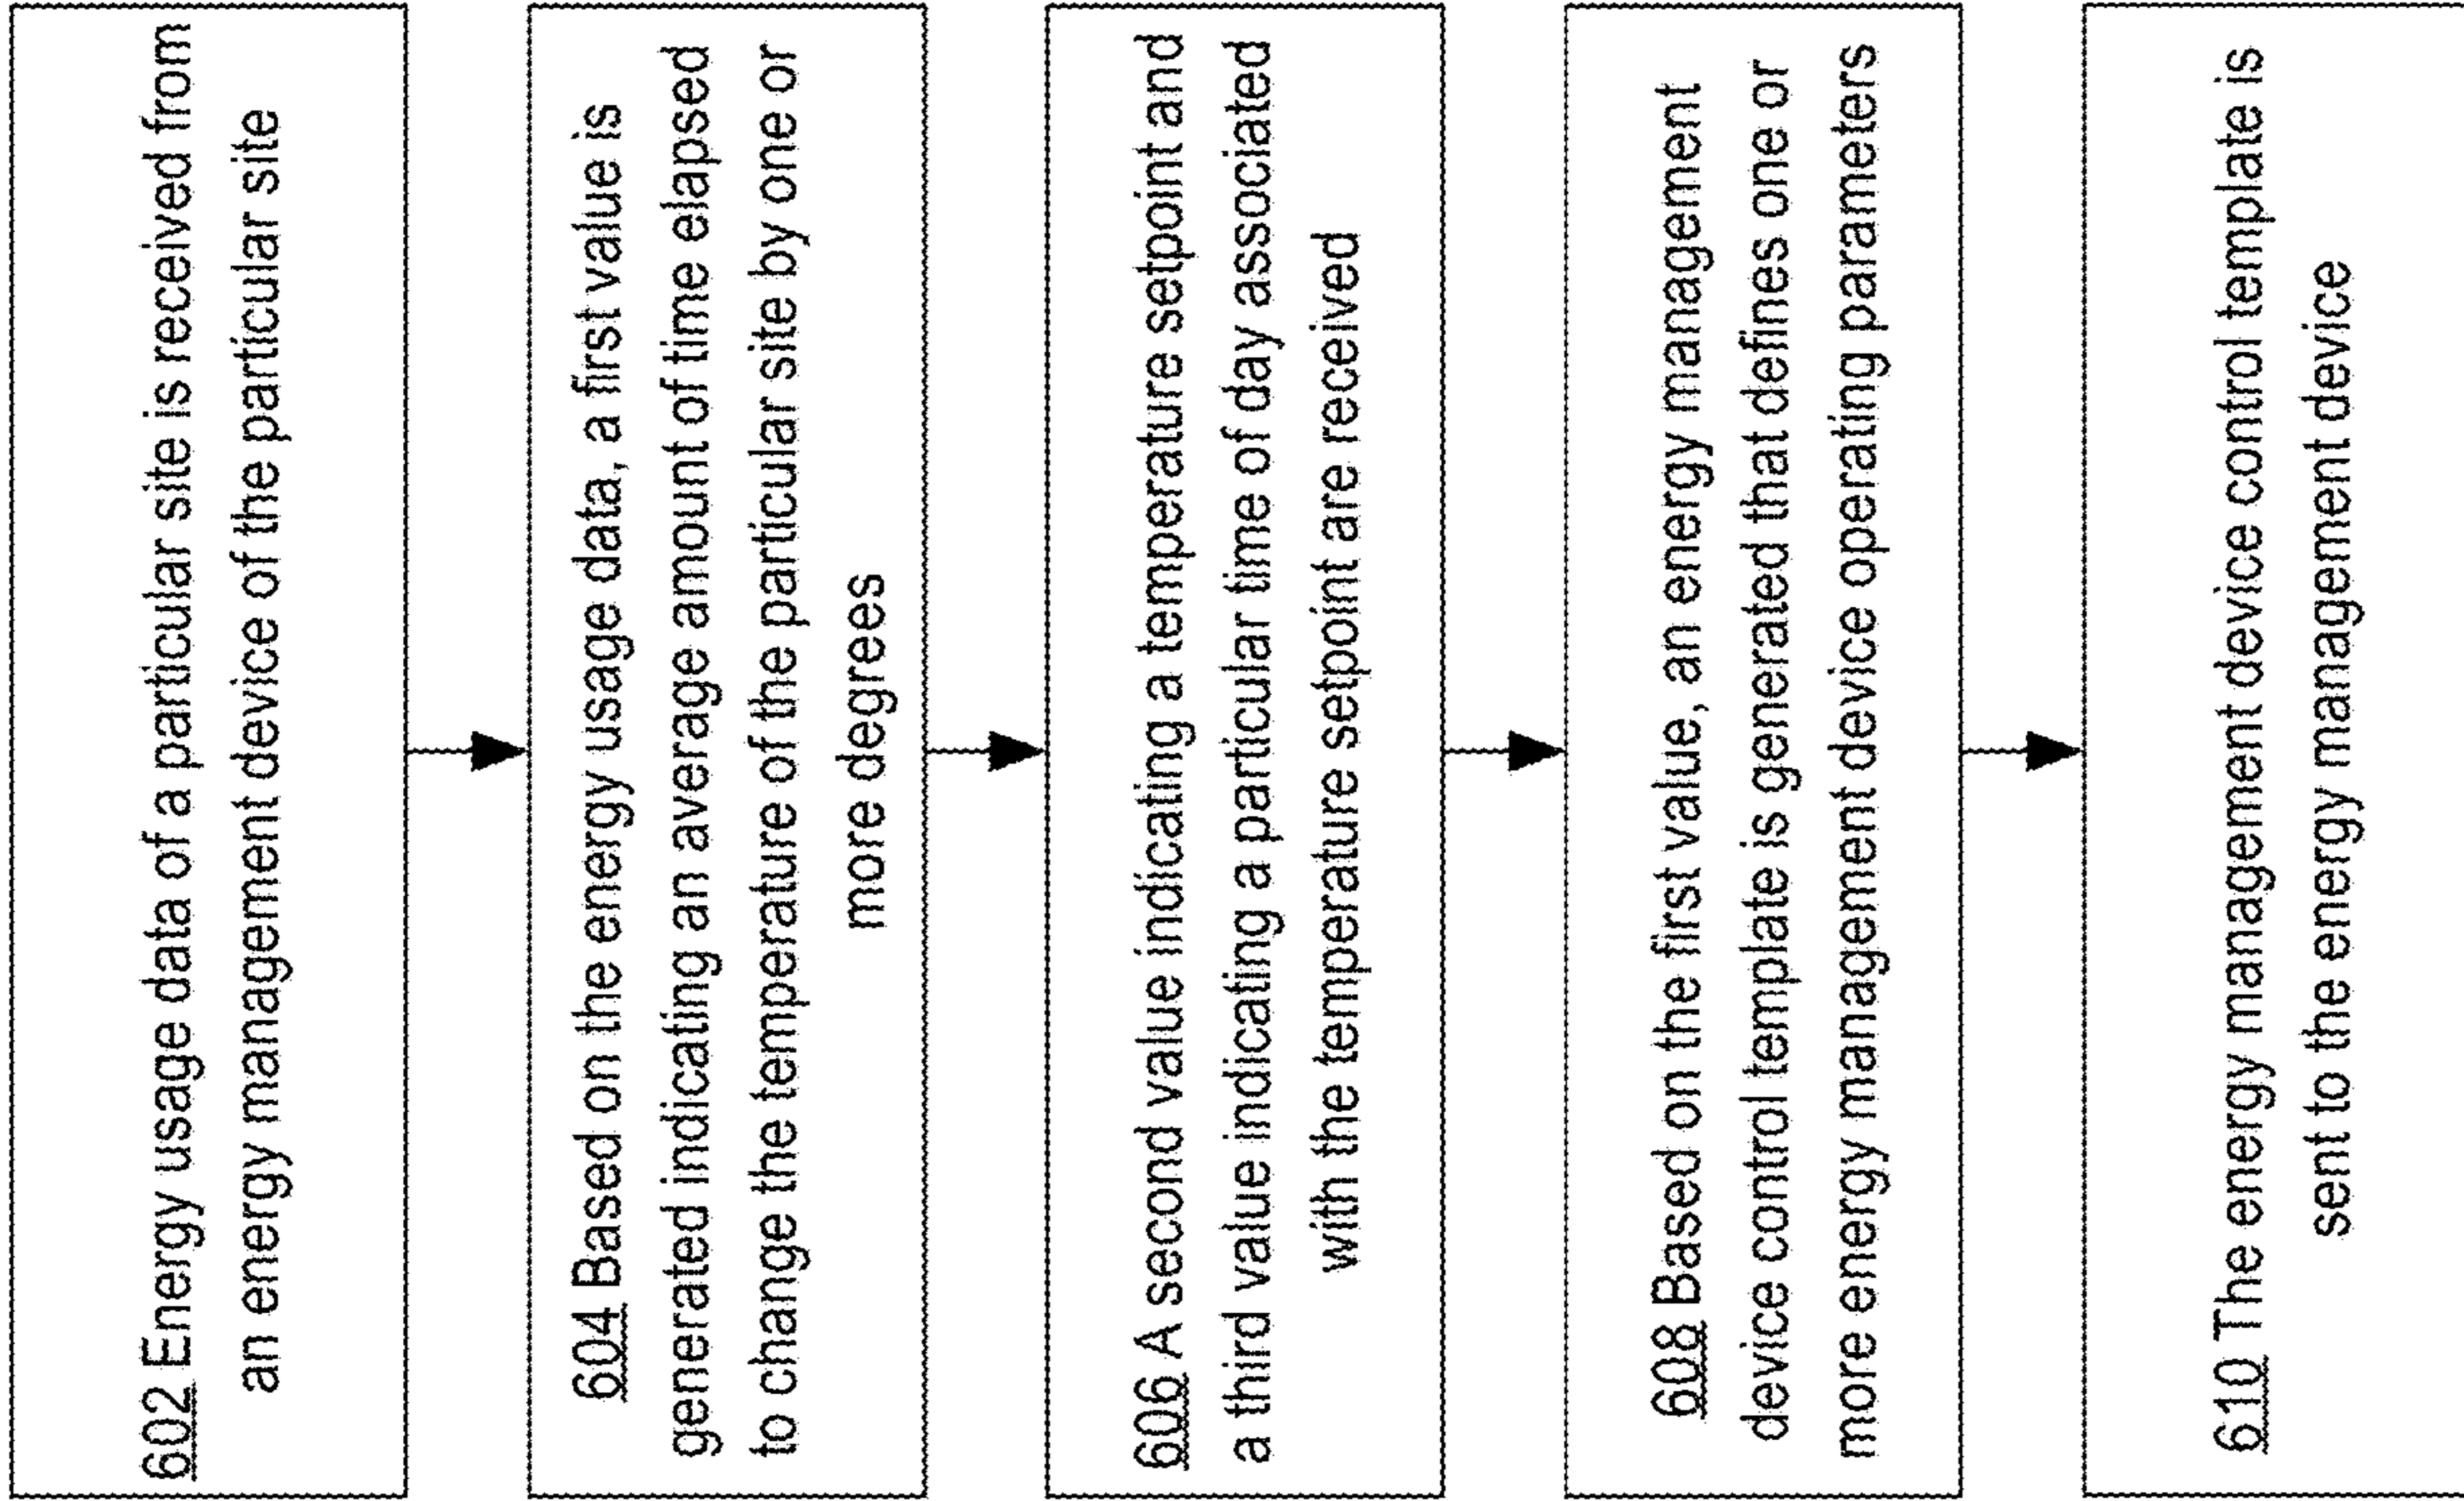 602 Energy usage data of a particular site is received from
an energy management device of the particular site
604 Based on the energy usage data, a first value is
generated indicating an average amount of time elapsed
to change the temperature of the particular site by one or
more degrees
606 A second value indicating a temperature setpoint and
a third value indicating a particular time of day associated
with the temperature setpoint are received
608 Based on the first value, an energy management
device control template is generated that defines one or
more energy management device operating parameters
610 The energy management device control template is
sent to the energy management device